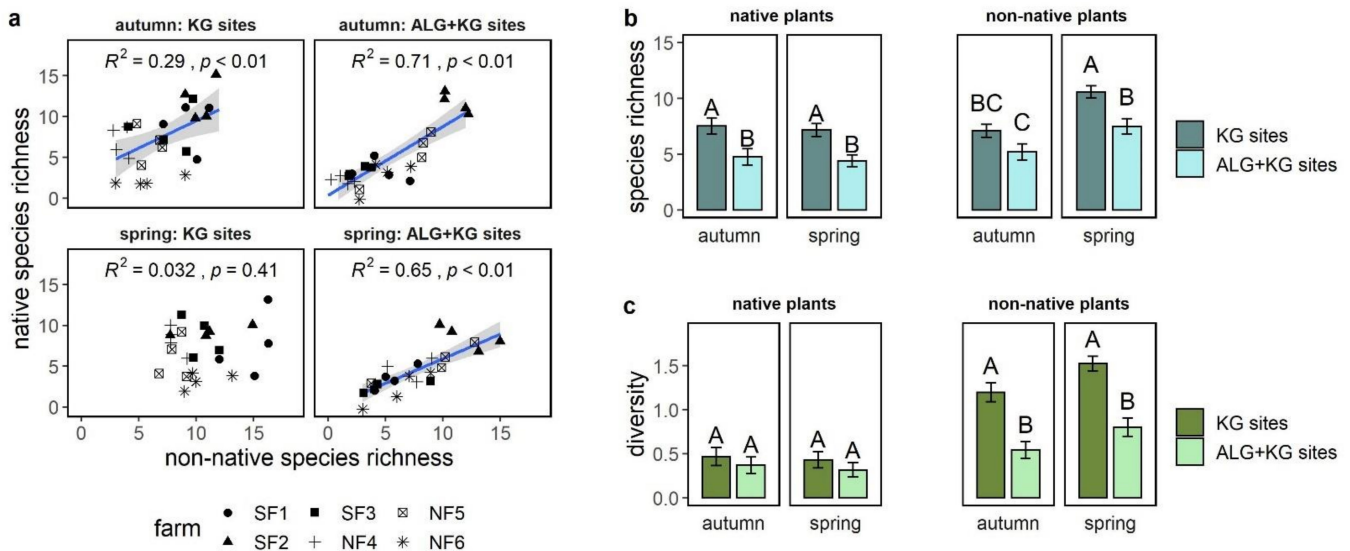 a
autumn: KG sites
autumn: ALG+KG sites
R² = 0.29 , p < 0.01
R² = 0.71 , p < 0.01
15
10
5
0
spring: KG sites
spring: ALG+KG sites
R² = 0.032 , p = 0.41
R² = 0.65 , p < 0.01
15
10
5
0
native species richness
0 5 10 15 0 5 10 15
non-native species richness
farm
SF1 SF3 NF5
SF2 NF4 NF6
b
native plants
non-native plants
species richness
15
10
5
0
A B A B
BC C A B
autumn spring autumn spring
KG sites
ALG+KG sites
c
native plants
non-native plants
diversity
1.5
1.0
0.5
0.0
A A A A
A B A B
autumn spring autumn spring
KG sites
ALG+KG sites